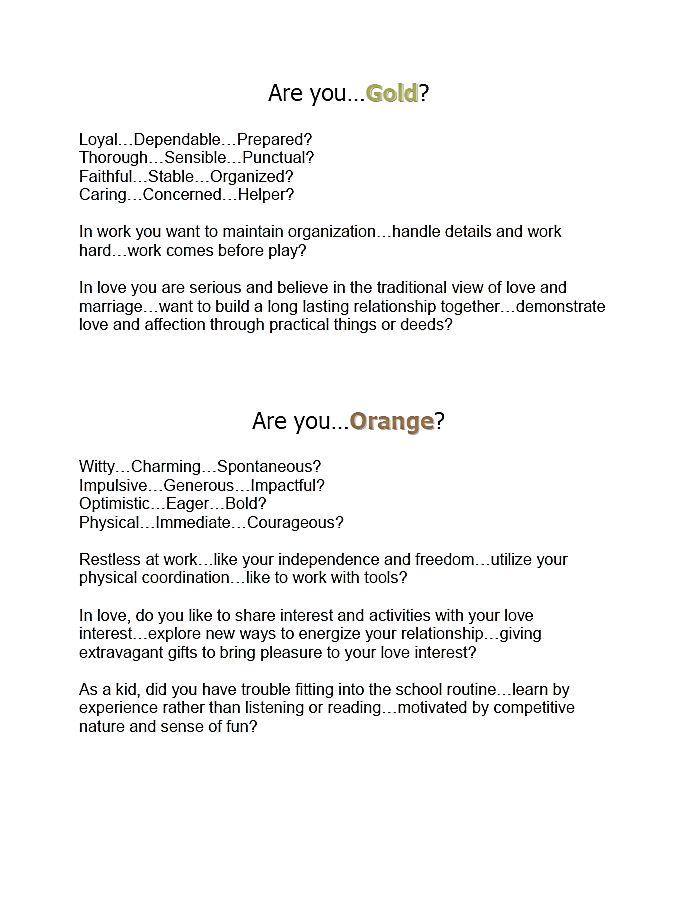 Are you…Gold?
Loyal…Dependable…Prepared?
Thorough…Sensible…Punctual?
Faithful…Stable…Organized?
Caring…Concerned…Helper?
In work you want to maintain organization…handle details and work
hard…work comes before play?
In love you are serious and believe in the traditional view of love and
marriage…want to build a long lasting relationship together…demonstrate
love and affection through practical things or deeds?
Are you…Orange?
Witty…Charming…Spontaneous?
Impulsive…Generous…Impactful?
Optimistic…Eager…Bold?
Physical…Immediate…Courageous?
Restless at work…like your independence and freedom…utilize your
physical coordination…like to work with tools?
In love, do you like to share interest and activities with your love
interest…explore new ways to energize your relationship…giving
extravagant gifts to bring pleasure to your love interest?
As a kid, did you have trouble fitting into the school routine…learn by
experience rather than listening or reading…motivated by competitive
nature and sense of fun?